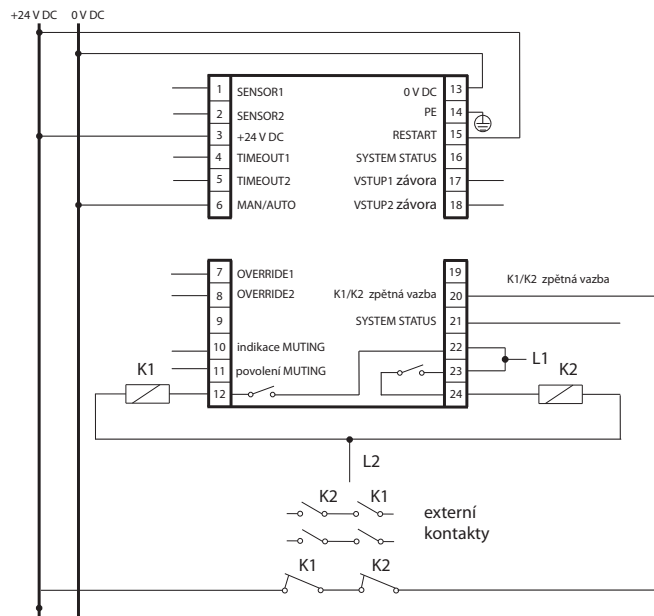 +24 V DC 0 V DC
1 SENSOR1 0 V DC 13
2 SENSOR2 PE 14
3 +24 V DC RESTART 15
4 TIMEOUT1 SYSTEM STATUS 16
5 TIMEOUT2 VSTUP1 závora 17
6 MAN/AUTO VSTUP2 závora 18
7 OVERRIDE1 19
8 OVERRIDE2 K1/K2 zpětná vazba 20 K1/K2 zpětná vazba
9 SYSTEM STATUS 21
10 indikace MUTING 22
K1 11 povolení MUTING 23 L1 K2
12 24
L2
K2 K1
externí
kontakty
K1 K2